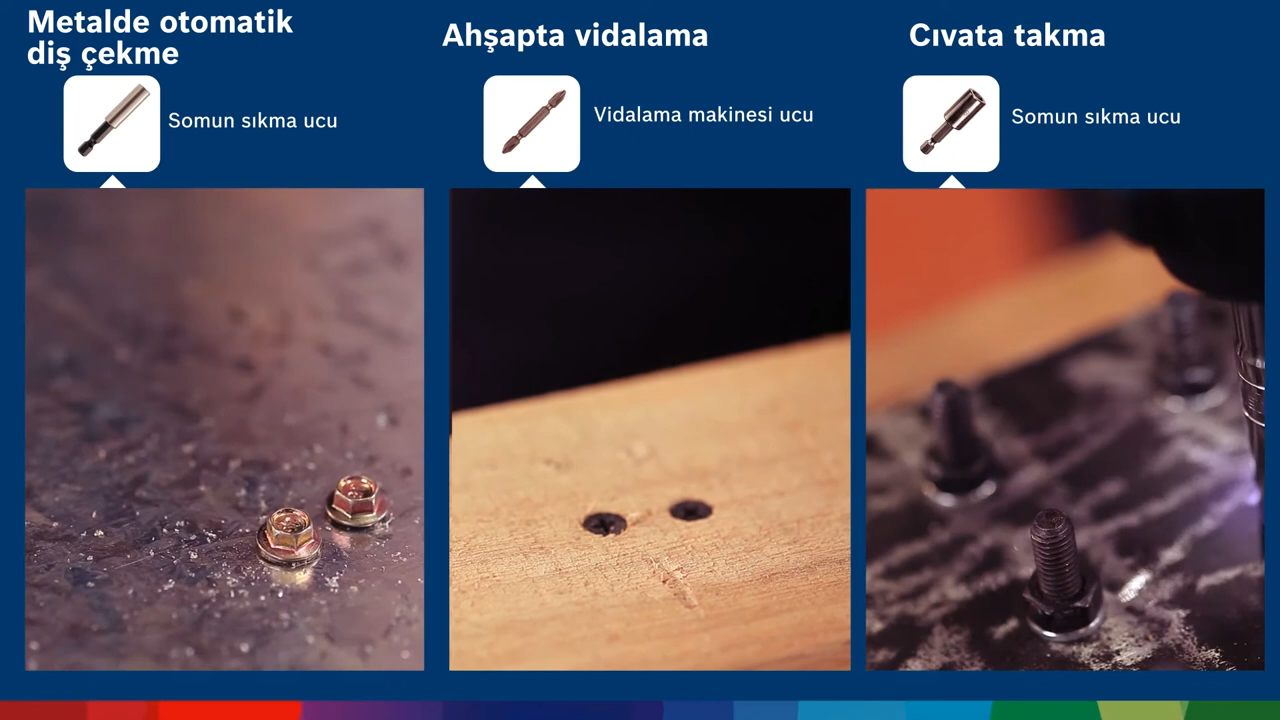 Metalde otomatik
diş çekme
Somun sıkma ucu
Ahşapta vidalama
Vidalama makinesi ucu
Cıvata takma
Somun sıkma ucu